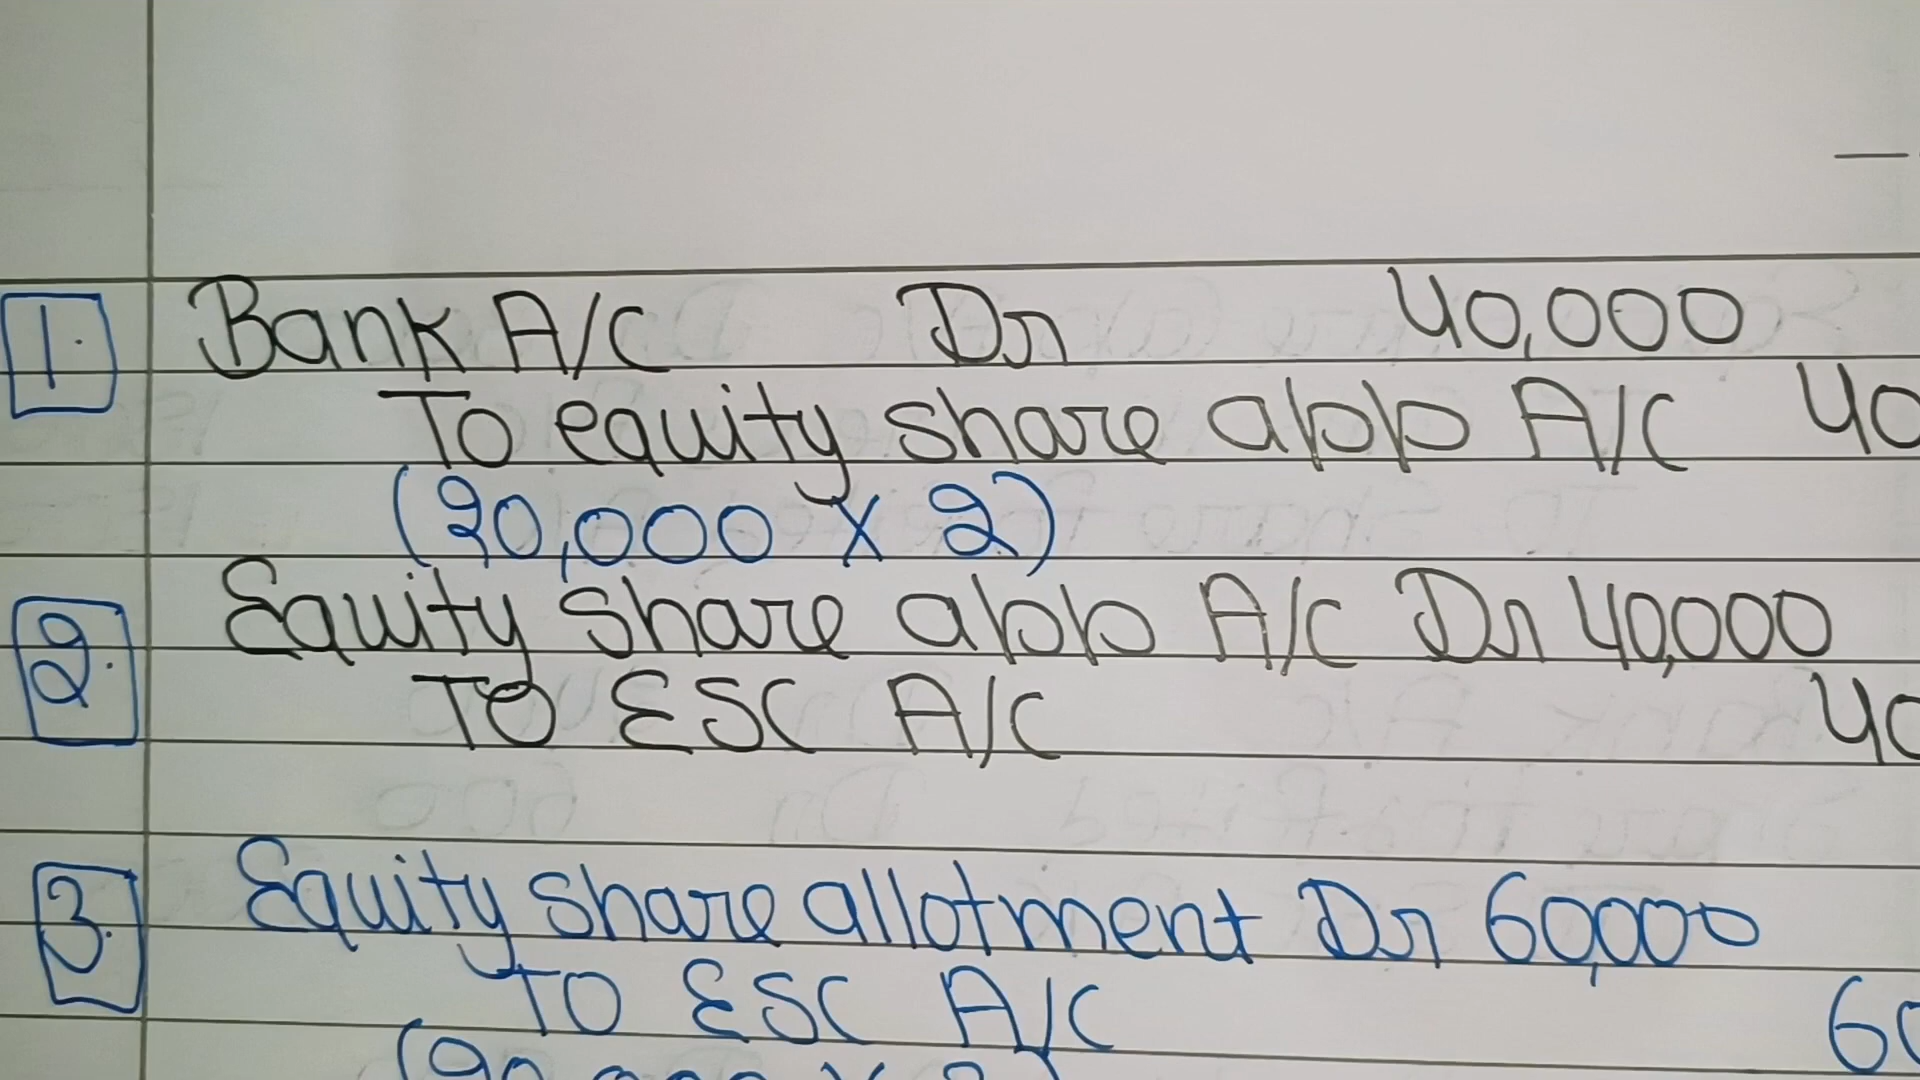 1. Bank A/C Dr 40,000
To equity share app A/C 40
(20,000 x 2)
2. Equity share app A/C Dr 40,000
TO ESC A/C 40
3. Equity share allotment Dr 60,000
TO ESC A/C 60